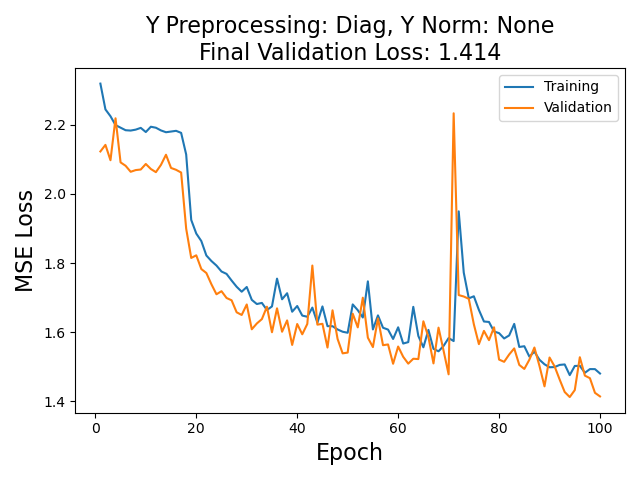 Y Preprocessing: Diag, Y Norm: None
Final Validation Loss: 1.414
Training
Validation
MSE Loss
2.2
2.0
1.8
1.6
1.4
0
20
40
60
80
100
Epoch